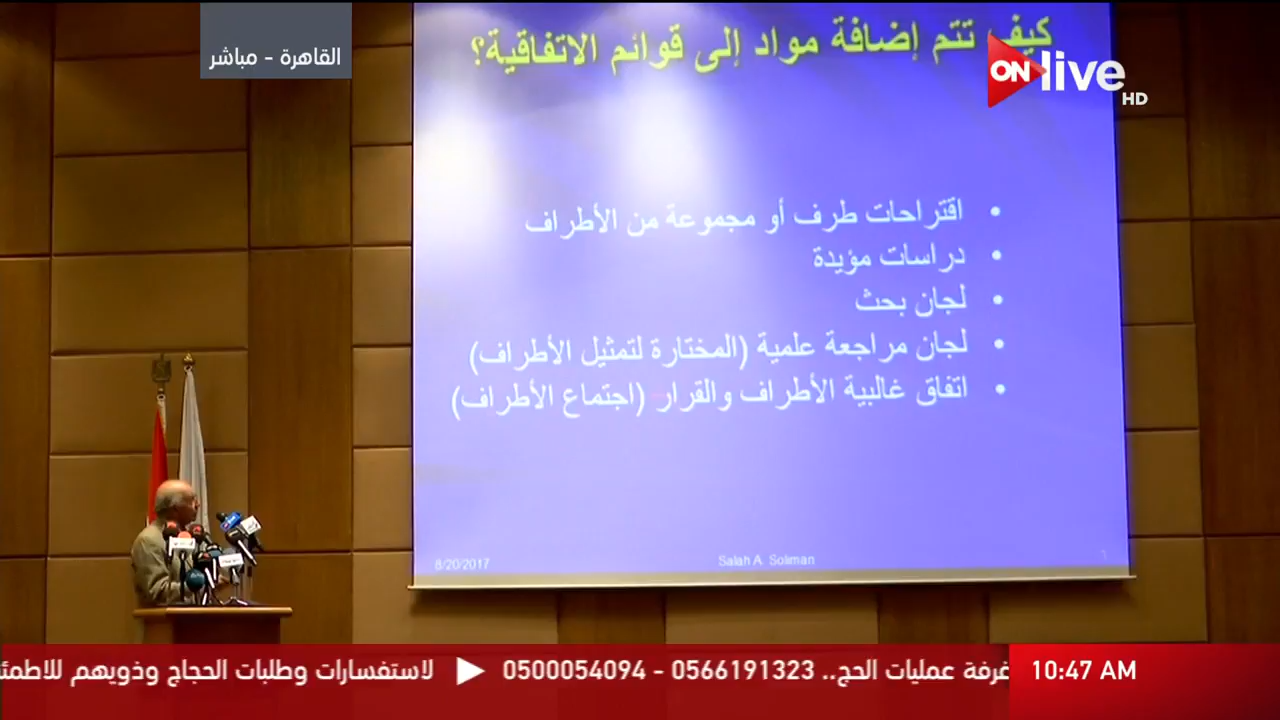 القاهرة - مباشر
كيف تتم إضافة مواد إلى قوائم الاتفاقية؟
ON live
HD
• اقتراحات طرف أو مجموعة من الأطراف
• دراسات مؤيدة
• لجان بحث
• لجان مراجعة علمية (المختارة لتمثيل الأطراف)
• اتفاق غالبية الأطراف والقرار (اجتماع الأطراف)
8/20/2017
Salah A. Soliman
1
غرفة عمليات الحج.. 0566191323 - 0500054094 ◀ لاستفسارات وطلبات الحجاج وذويهم
10:47 AM